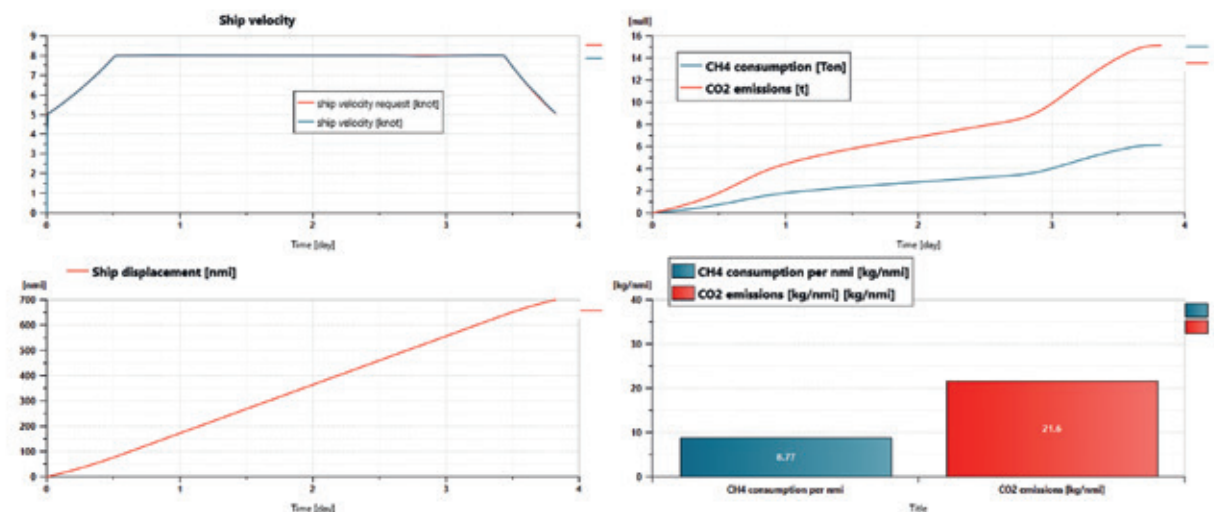 Ship velocity
9
8
7
6
5
4
3
2
1
0
ship velocity request [knot]
ship velocity [knot]
0 1 2 3 4
Time [day]
[null]
16
14
12
10
8
6
4
2
0
CH4 consumption [Ton]
CO2 emissions [t]
0 1 2 3 4
Time [day]
Ship displacement [nmi]
[nmi]
700
600
500
400
300
200
100
0
0 1 2 3 4
Time [day]
CH4 consumption per nmi [kg/nmi]
CO2 emissions [kg/nmi] [kg/nmi]
[kg/nmi]
40
30
20
10
0
8.77
21.6
CH4 consumption per nmi
CO2 emissions [kg/nmi]
Title